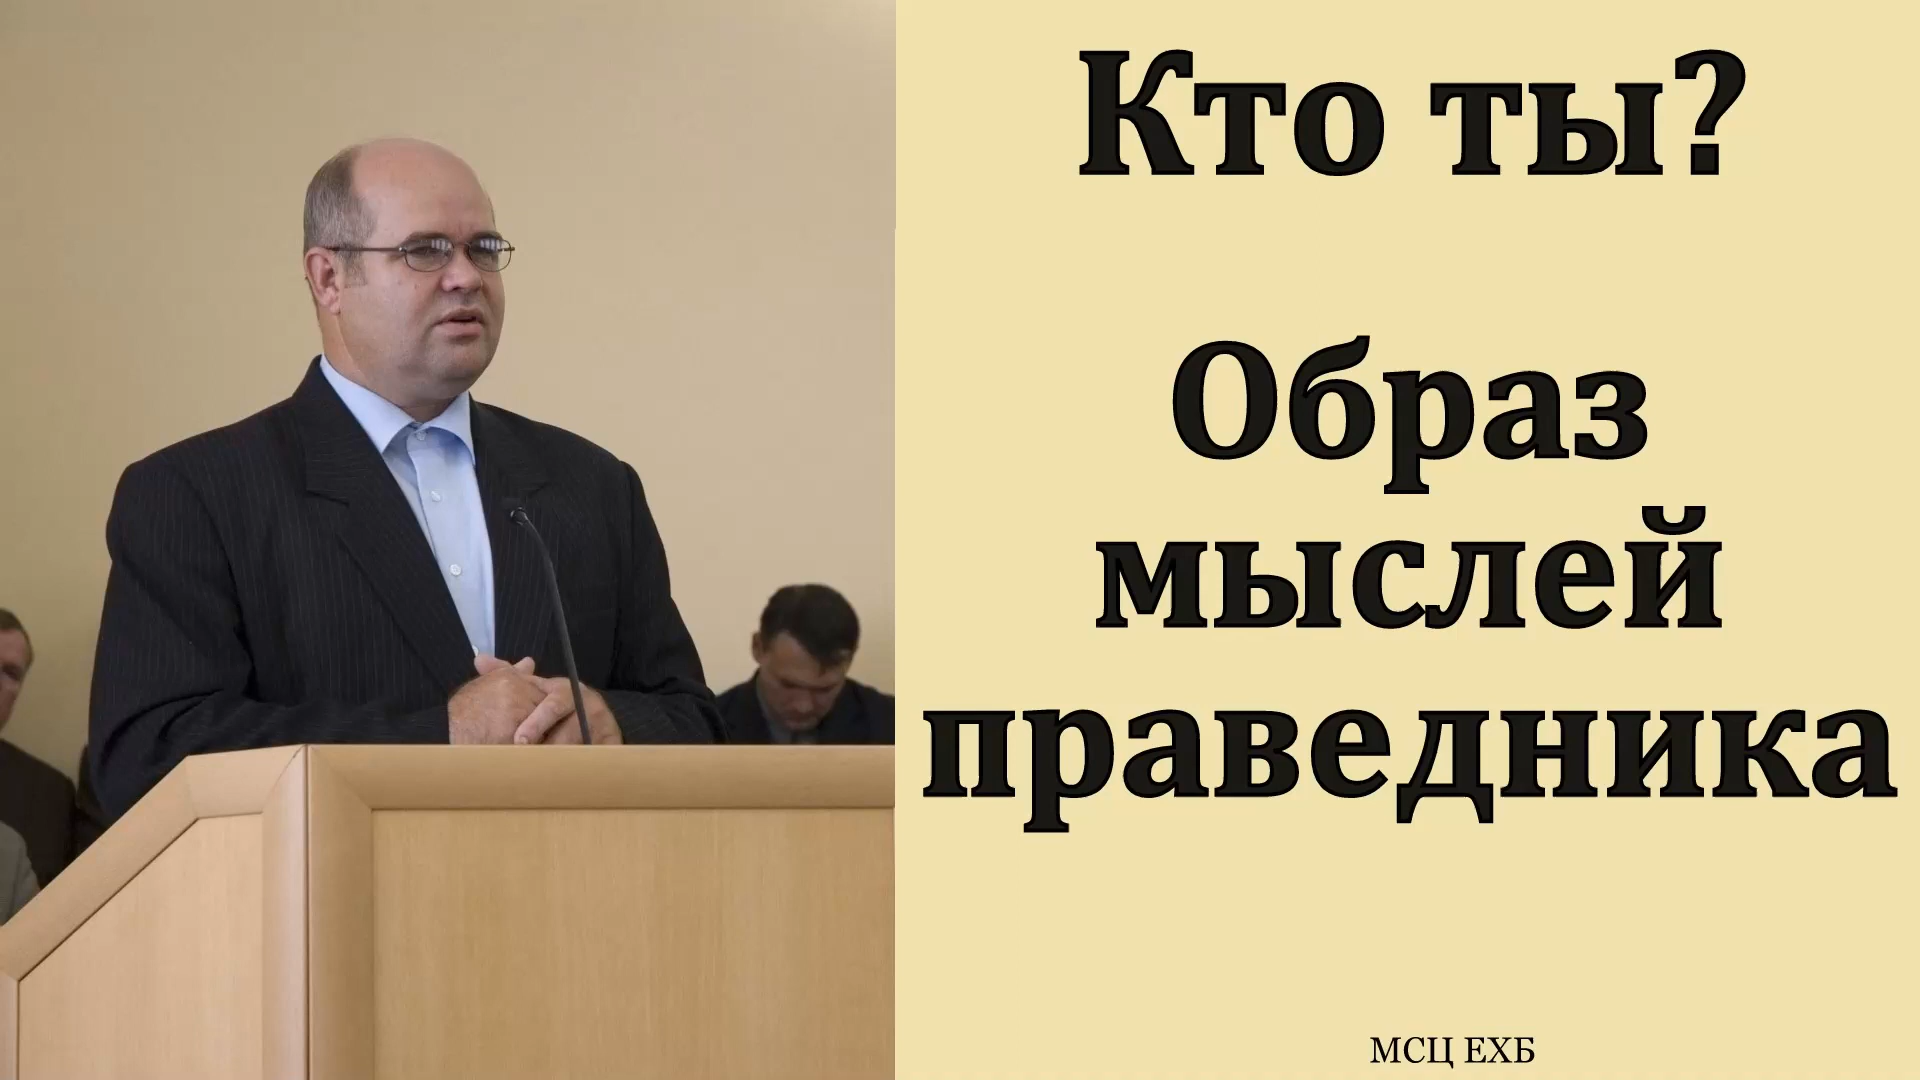 Кто ты?
Образ
мыслей
праведника
МСЦ ЕХБ